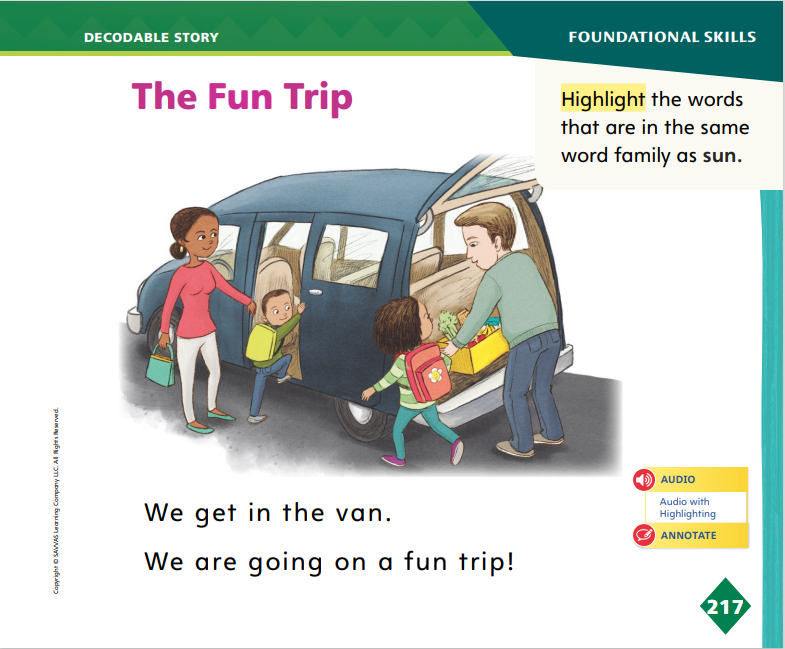 DECODABLE STORY
FOUNDATIONAL SKILLS
The Fun Trip
Highlight the words
that are in the same
word family as sun.
We get in the van.
We are going on a fun trip!
AUDIO
Audio with
Highlighting
ANNOTATE
Copyright © SAVVAS Learning Company LLC. All Rights Reserved.
217